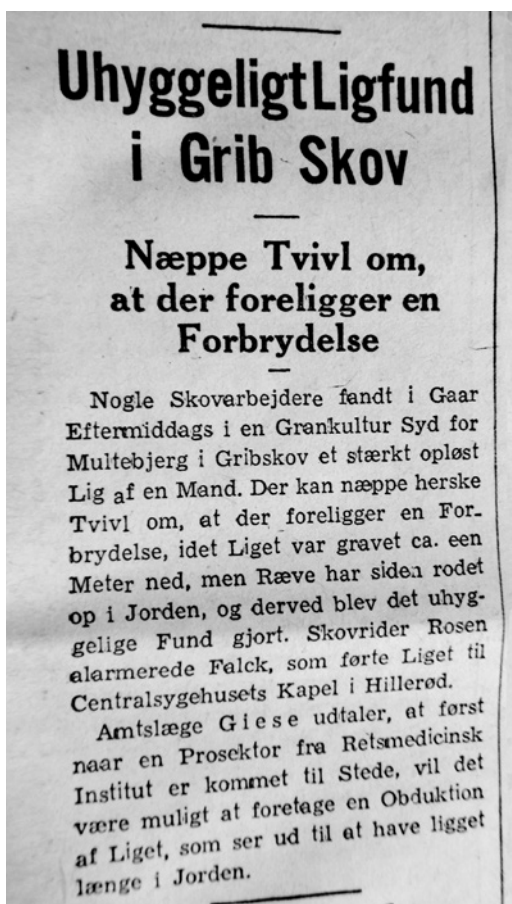 Uhyggeligt Ligfund
i Grib Skov
Næppe Tvivl om,
at der foreligger en
Forbrydelse
Nogle Skovarbejdere fandt i Gaar
Eftermiddags i en Grankultur Syd for
Multebjerg i Gribskov et stærkt opløst
Lig af en Mand. Der kan næppe herske
Tvivl om, at der foreligger en For-
brydelse, idet Liget var gravet ca. een
Meter ned, men Ræve har siden rodet
op i Jorden, og derved blev det uhyg-
gelige Fund gjort. Skovrider Rosen
alarmerede Falck, som førte Liget til
Centralsygehusets Kapel i Hillerød.
Amtslæge Giese udtaler, at først
naar en Prosektor fra Retsmedicinsk
Institut er kommet til Stede, vil det
være muligt at foretage en Obduktion
af Liget, som ser ud til at have ligget
længe i Jorden.